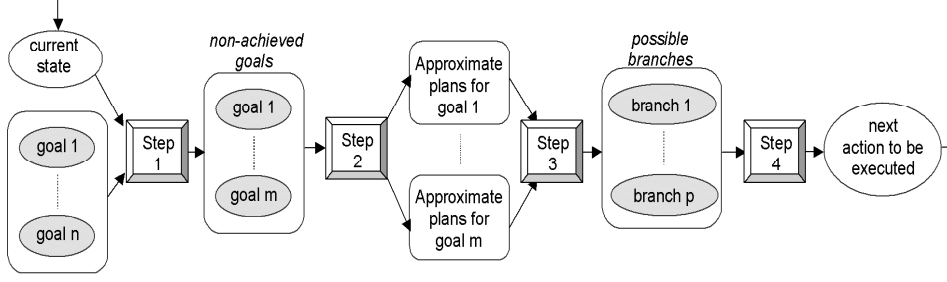 current
state
goal 1
goal n
Step
1
non-achieved
goals
goal 1
goal m
Step
2
Approximate
plans for
goal 1
Approximate
plans for
goal m
Step
3
possible
branches
branch 1
branch p
Step
4
next
action to be
executed